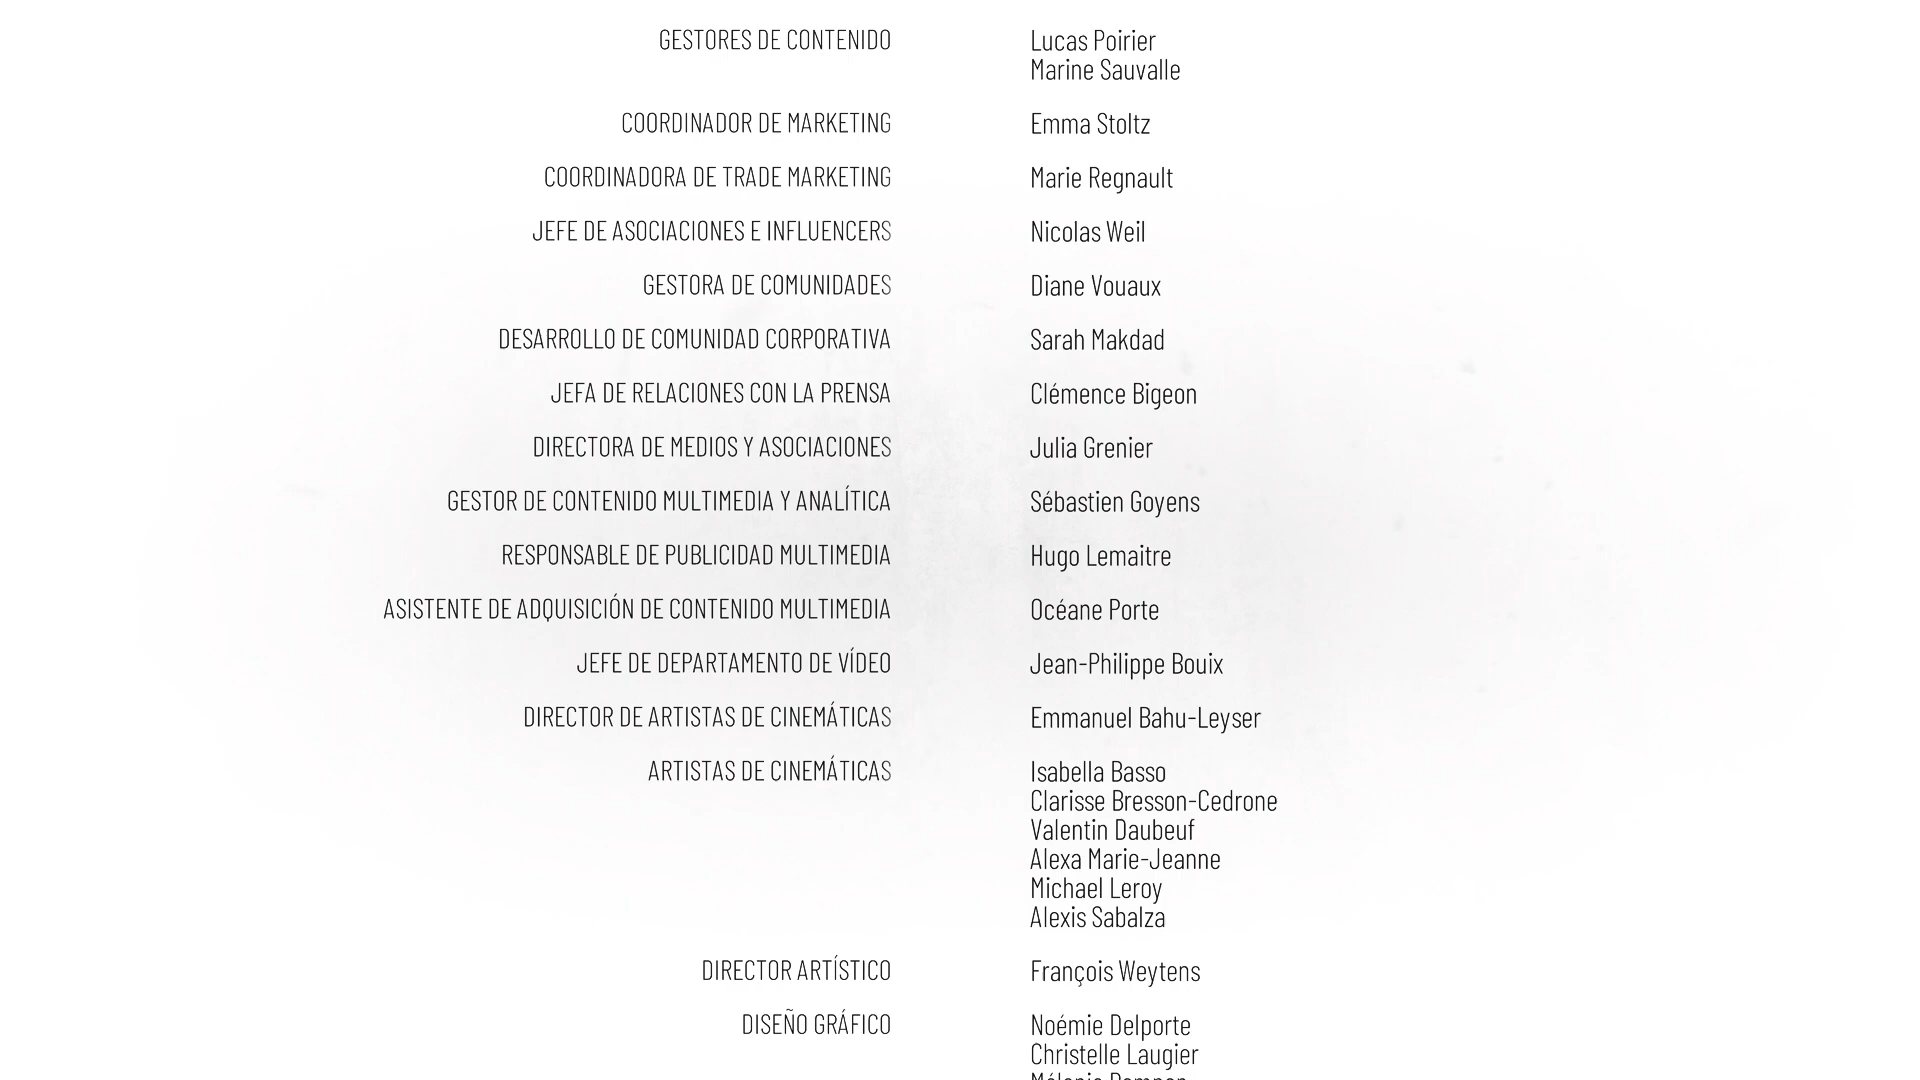 GESTORES DE CONTENIDO Lucas Poirier
Marine Sauvalle
COORDINADOR DE MARKETING Emma Stoltz
COORDINADORA DE TRADE MARKETING Marie Regnault
JEFE DE ASOCIACIONES E INFLUENCERS Nicolas Weil
GESTORA DE COMUNIDADES Diane Vouaux
DESARROLLO DE COMUNIDAD CORPORATIVA Sarah Makdad
JEFA DE RELACIONES CON LA PRENSA Clémence Bigeon
DIRECTORA DE MEDIOS Y ASOCIACIONES Julia Grenier
GESTOR DE CONTENIDO MULTIMEDIA Y ANALÍTICA Sébastien Goyens
RESPONSABLE DE PUBLICIDAD MULTIMEDIA Hugo Lemaitre
ASISTENTE DE ADQUISICIÓN DE CONTENIDO MULTIMEDIA Océane Porte
JEFE DE DEPARTAMENTO DE VÍDEO Jean-Philippe Bouix
DIRECTOR DE ARTISTAS DE CINEMÁTICAS Emmanuel Bahu-Leyser
ARTISTAS DE CINEMÁTICAS Isabella Basso
Clarisse Bresson-Cedrone
Valentin Daubeuf
Alexa Marie-Jeanne
Michael Leroy
Alexis Sabalza
DIRECTOR ARTÍSTICO François Weytens
DISEÑO GRÁFICO Noémie Delporte
Christelle Laugier